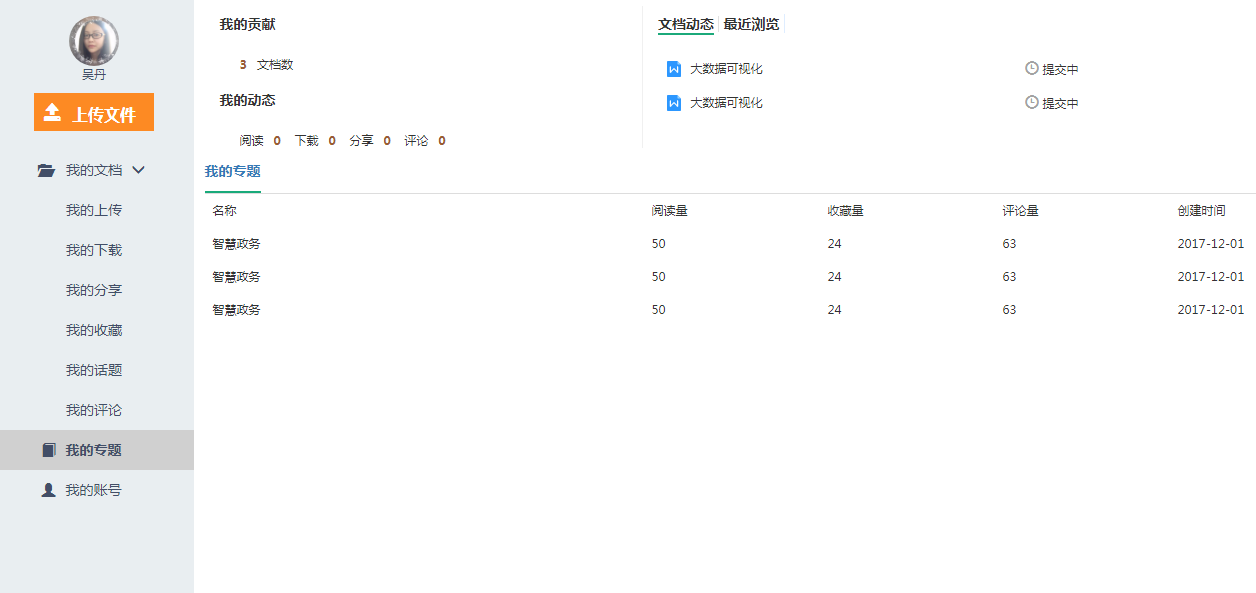 吴丹
上传文件
我的文档
我的上传
我的下载
我的分享
我的收藏
我的话题
我的评论
我的专题
我的账号
我的贡献
3 文档数
我的动态
阅读 0 下载 0 分享 0 评论 0
文档动态 最近浏览
大数据可视化 提交中
大数据可视化 提交中
我的专题
名称 阅读量 收藏量 评论量 创建时间
智慧政务 50 24 63 2017-12-01
智慧政务 50 24 63 2017-12-01
智慧政务 50 24 63 2017-12-01